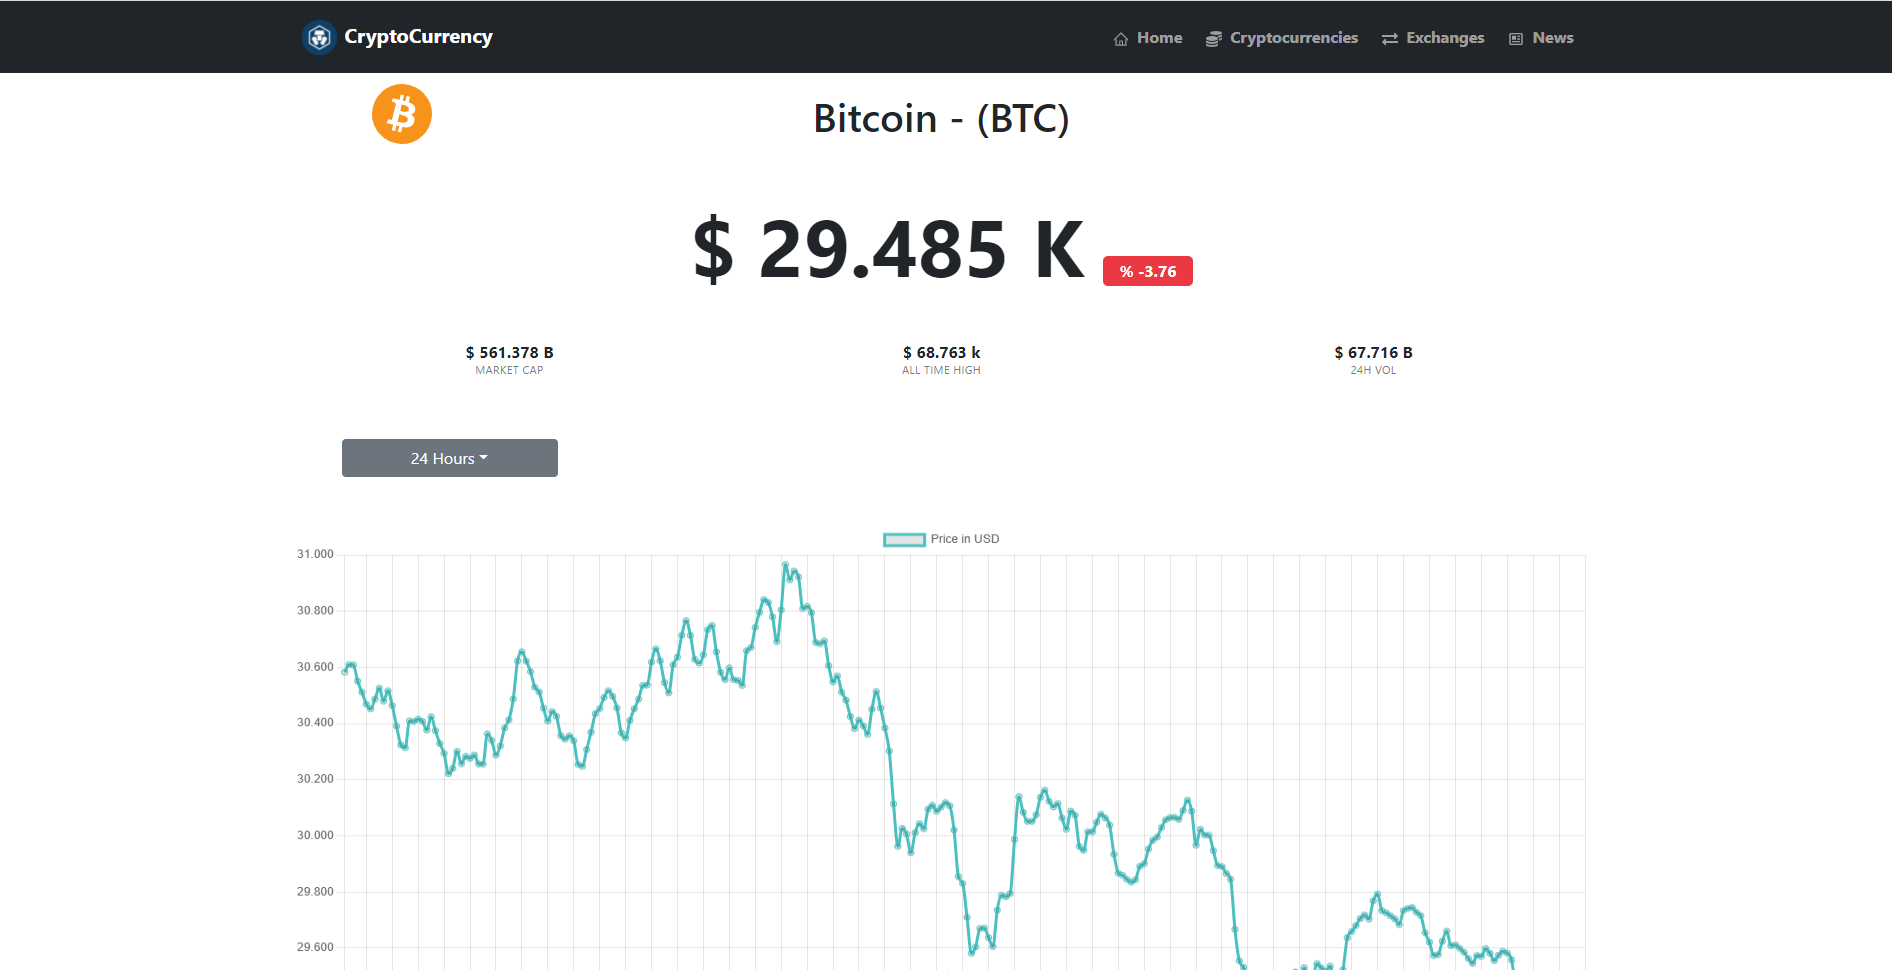 CryptoCurrency
Home Cryptocurrencies Exchanges News
Bitcoin - (BTC)
$ 29.485 K % -3.76
$ 561.378 B $ 68.763 k $ 67.716 B
MARKET CAP ALL TIME HIGH 24H VOL
24 Hours
Price in USD
31.000
30.800
30.600
30.400
30.200
30.000
29.800
29.600